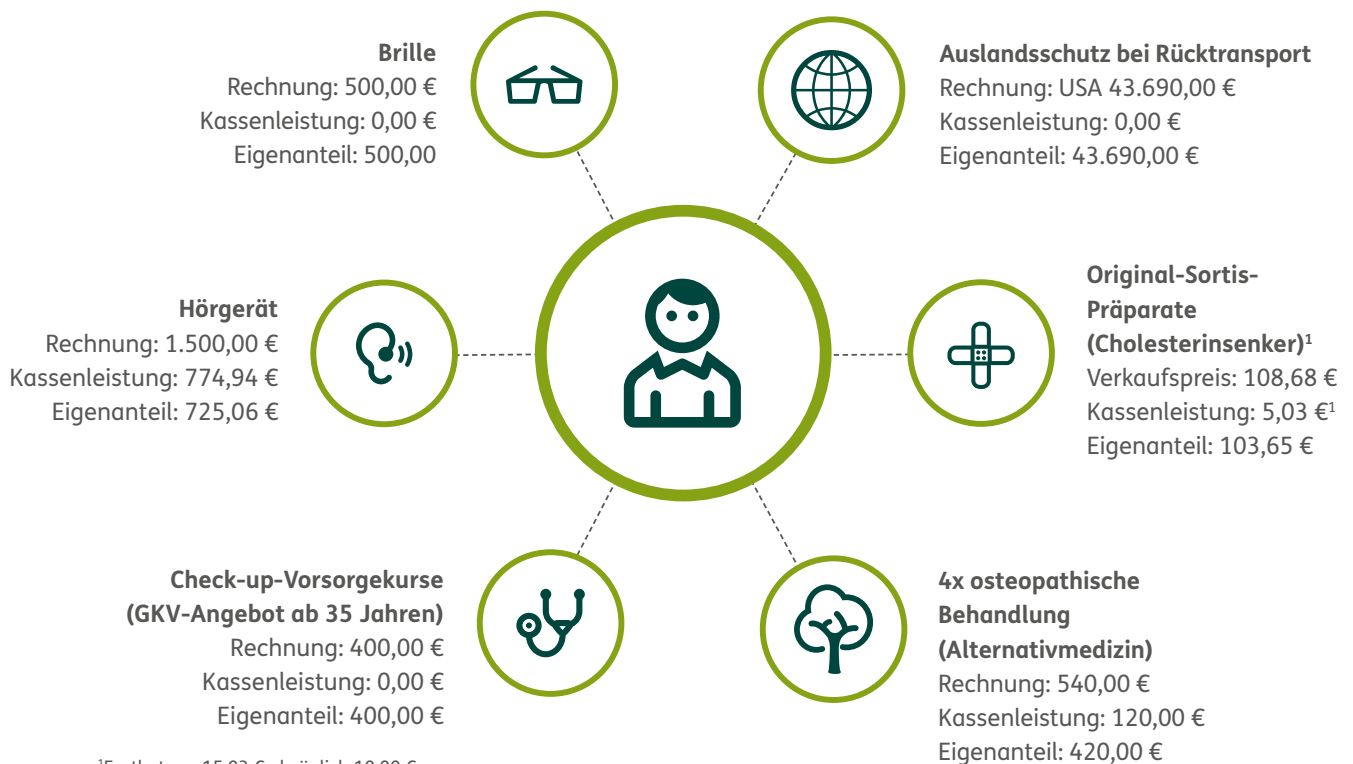 Brille
Rechnung: 500,00 €
Kassenleistung: 0,00 €
Eigenanteil: 500,00
Auslandsschutz bei Rücktransport
Rechnung: USA 43.690,00 €
Kassenleistung: 0,00 €
Eigenanteil: 43.690,00 €
Hörgerät
Rechnung: 1.500,00 €
Kassenleistung: 774,94 €
Eigenanteil: 725,06 €
Original-Sortis-
Präparate
(Cholesterinsenker)¹
Verkaufspreis: 108,68 €
Kassenleistung: 5,03 €¹
Eigenanteil: 103,65 €
Check-up-Vorsorgekurse
(GKV-Angebot ab 35 Jahren)
Rechnung: 400,00 €
Kassenleistung: 0,00 €
Eigenanteil: 400,00 €
4x osteopathische
Behandlung
(Alternativmedizin)
Rechnung: 540,00 €
Kassenleistung: 120,00 €
Eigenanteil: 420,00 €